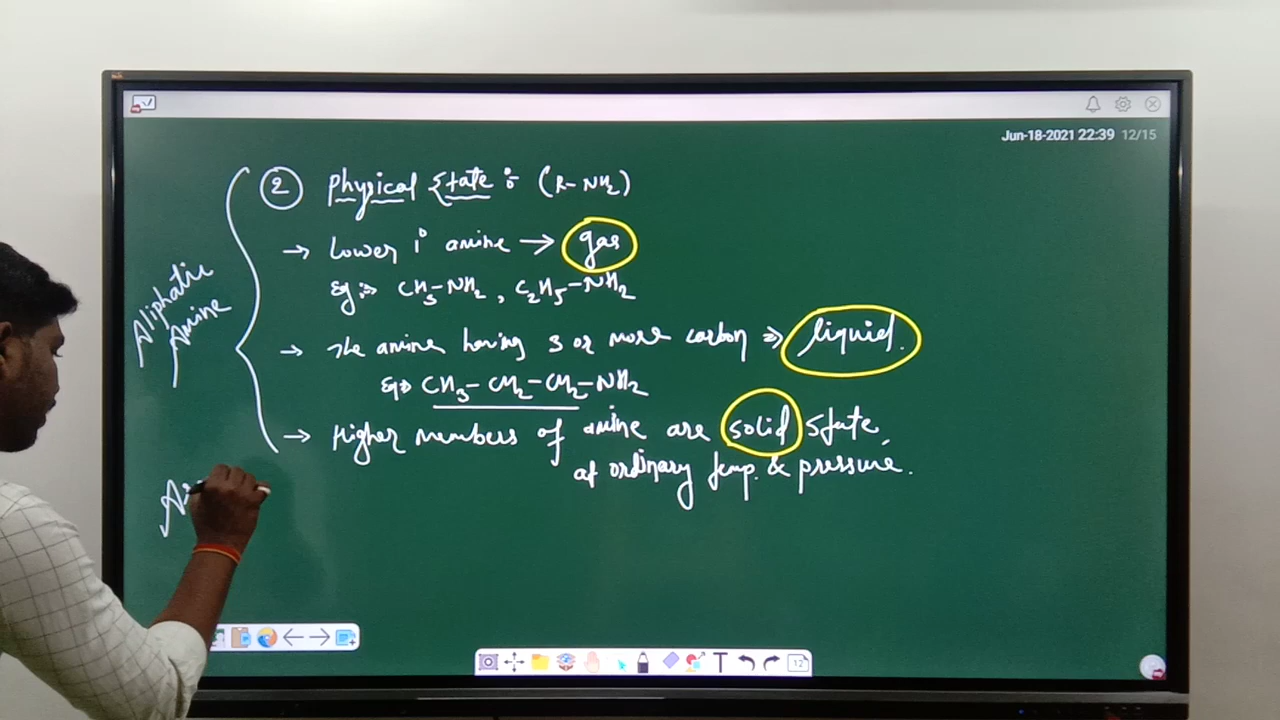 Jun-18-2021 22:39 12/15
② Physical State :- (R-NH₂)
→ Lower 1° amine → gas
Eg :⇒ CH₃-NH₂, C₂H₅-NH₂
→ The amine having 3 or more carbon ⇒ liquid.
Eg⇒ CH₃-CH₂-CH₂-NH₂
→ Higher members of amine are solid state,
at ordinary temp. & pressure.
Aliphatic
Amine
T
12